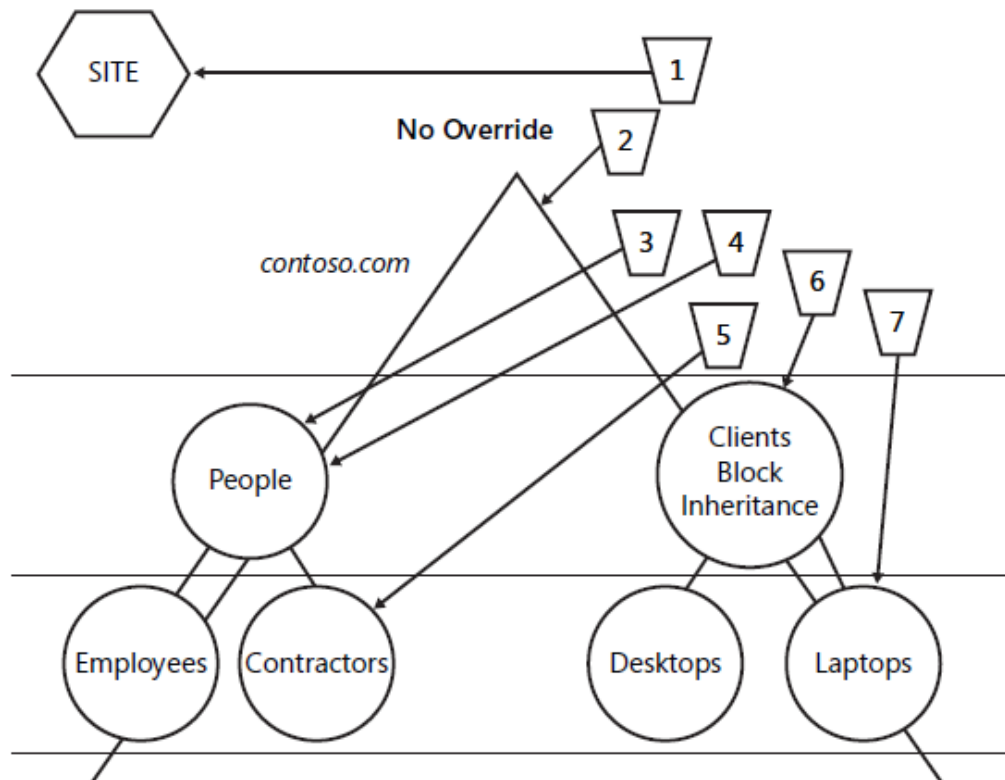 SITE
1
No Override
2
contoso.com
3
4
6
5
7
People
Clients
Block
Inheritance
Employees
Contractors
Desktops
Laptops